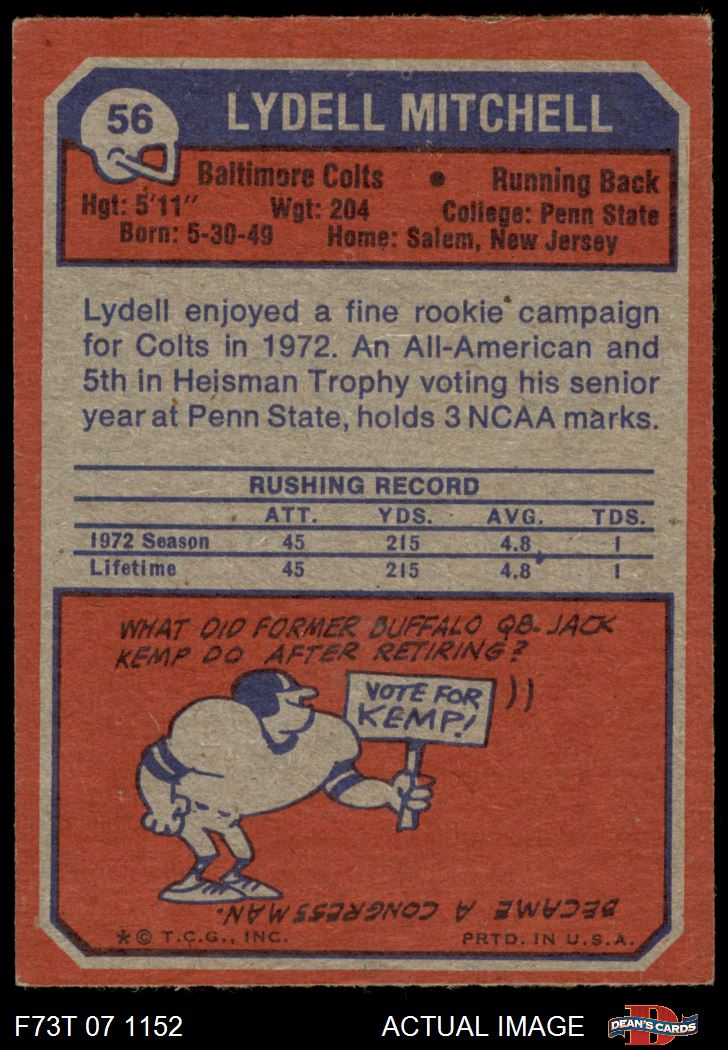 56
LYDELL MITCHELL
Baltimore Colts • Running Back
Hgt: 5'11" Wgt: 204 College: Penn State
Born: 5-30-49 Home: Salem, New Jersey
Lydell enjoyed a fine rookie campaign
for Colts in 1972. An All-American and
5th in Heisman Trophy voting his senior
year at Penn State, holds 3 NCAA marks.
RUSHING RECORD
ATT. YDS. AVG. TDS.
1972 Season 45 215 4.8 1
Lifetime 45 215 4.8 1
WHAT DID FORMER BUFFALO QB-JACK
KEMP DO AFTER RETIRING?
VOTE FOR
KEMP!
BECAME A CONGRESSMAN.
* © T.C.G., INC. PRTD. IN U.S.A.
F73T 07 1152 ACTUAL IMAGE D DEAN'S CARDS